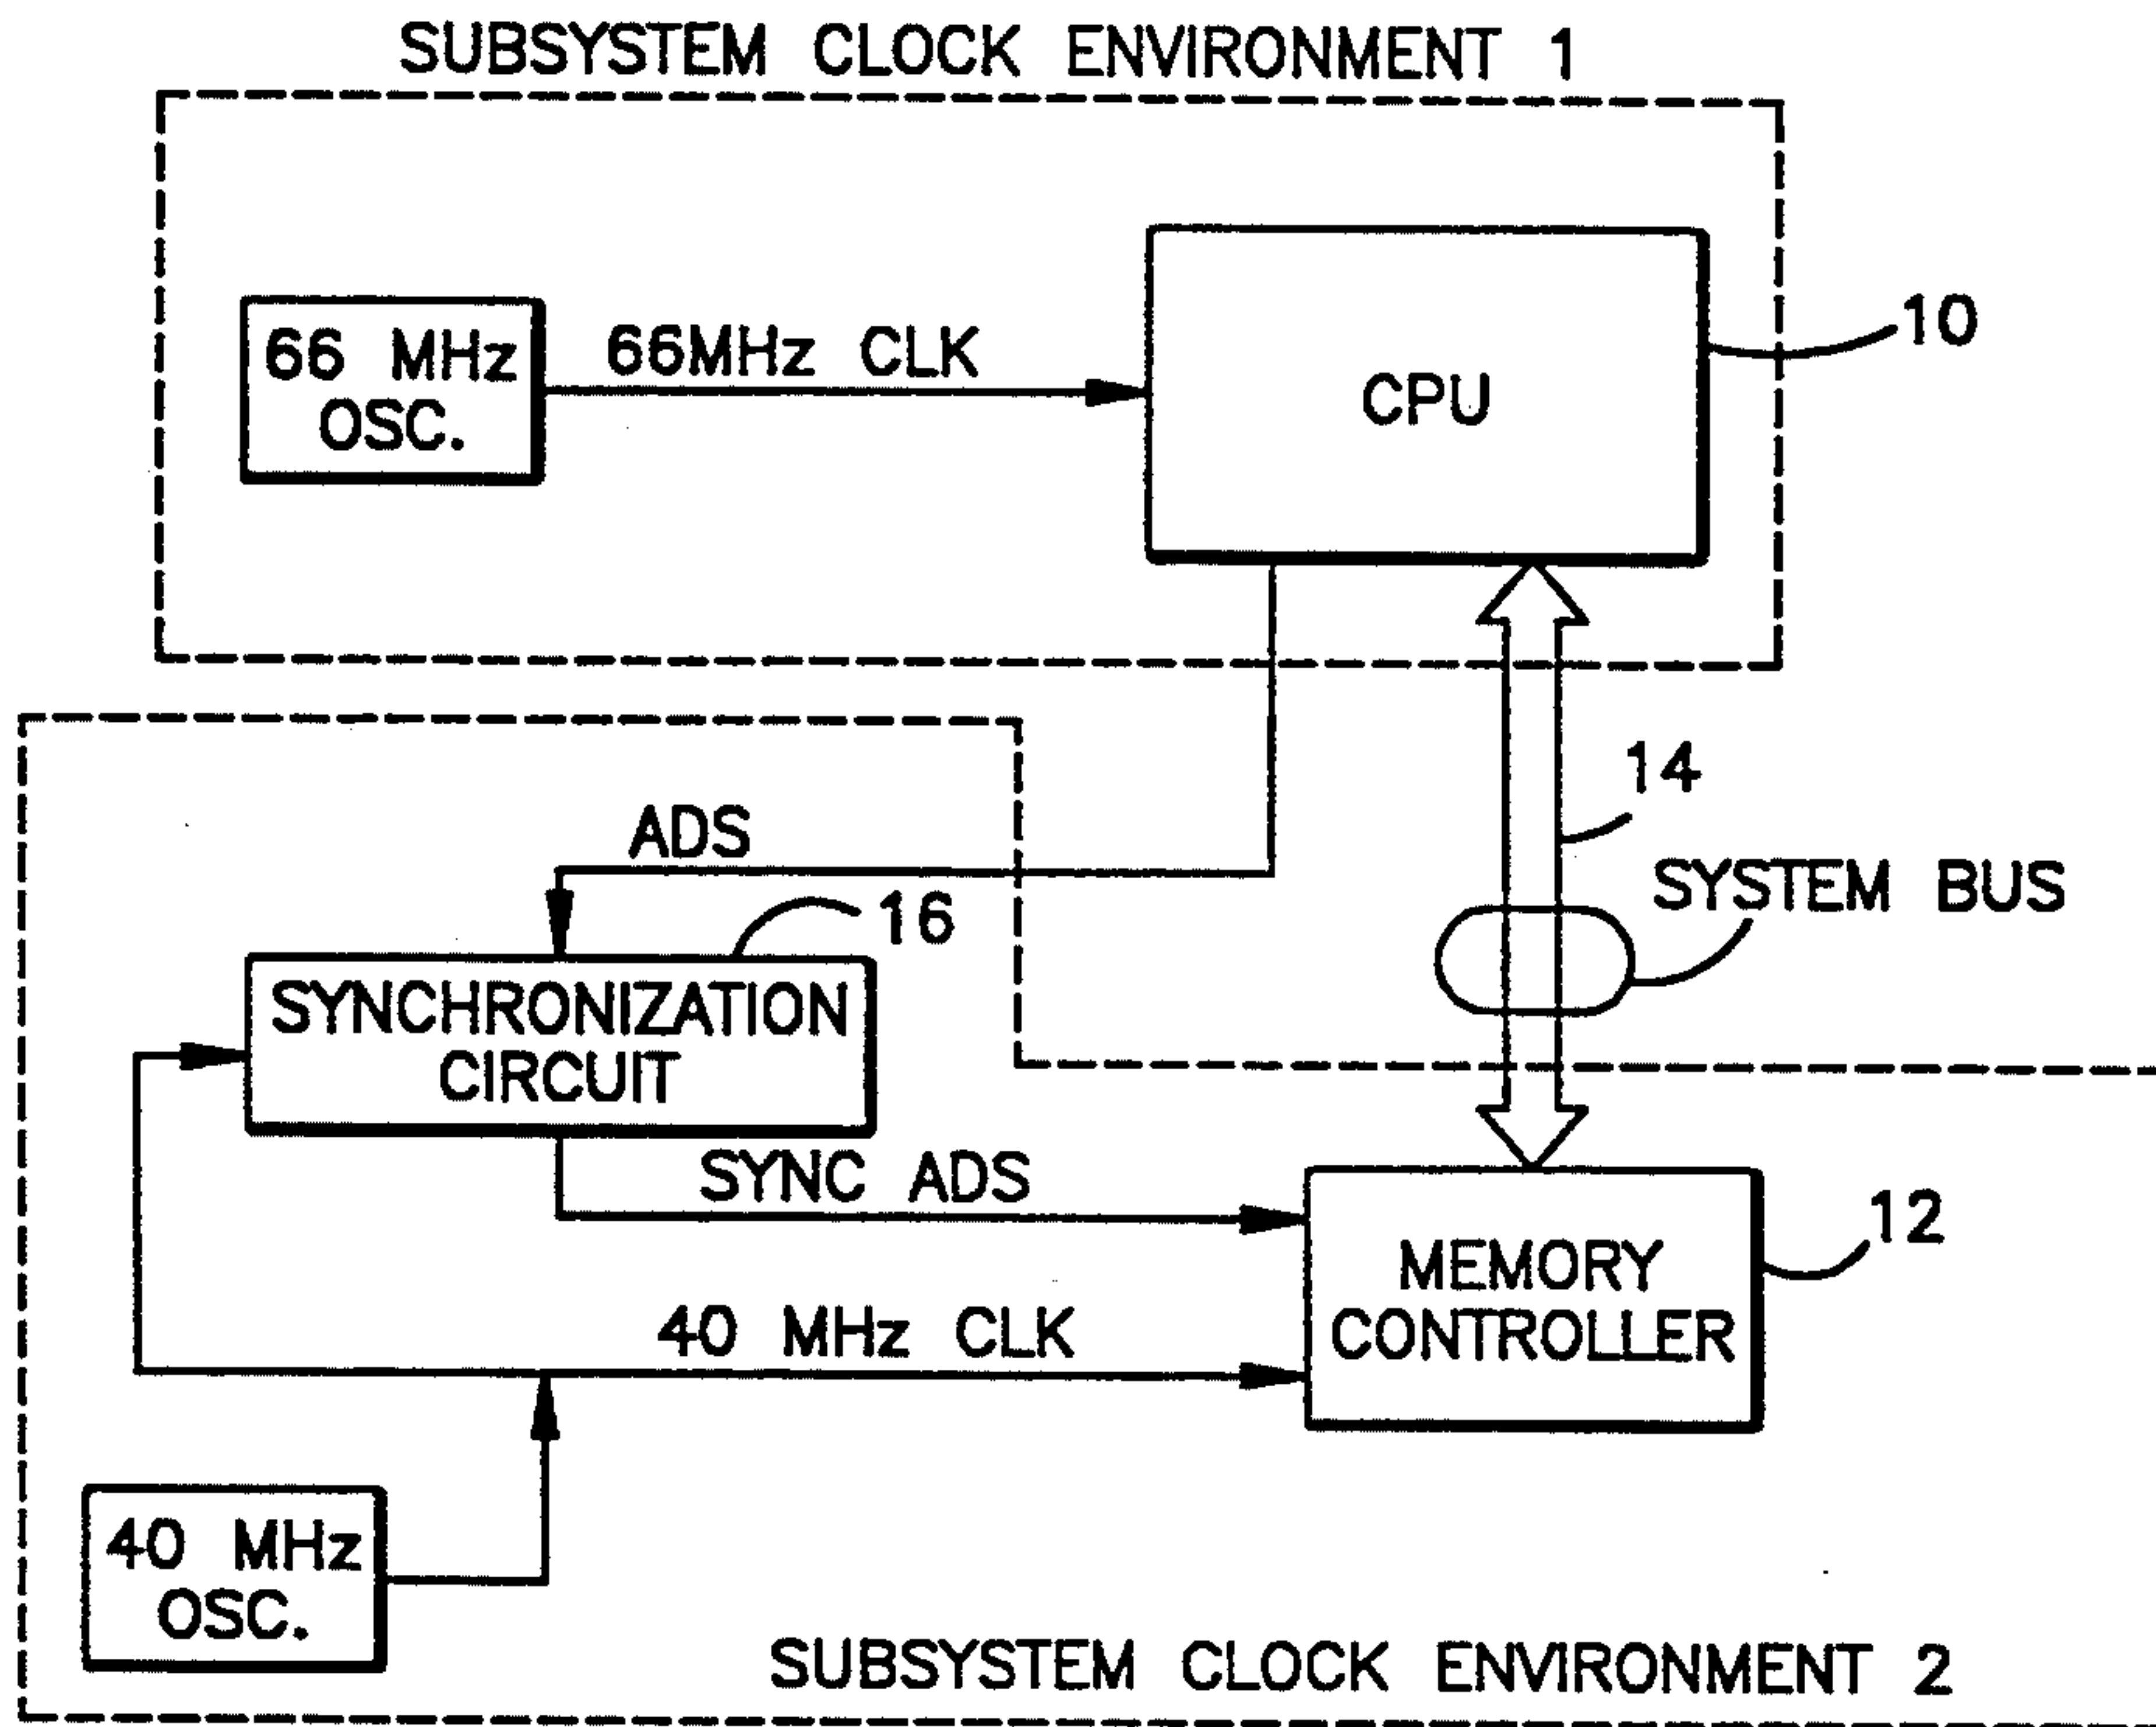 SUBSYSTEM CLOCK ENVIRONMENT 1
66 MHz
OSC.
66MHz CLK
CPU
10
14
ADS
SYSTEM BUS
16
SYNCHRONIZATION
CIRCUIT
SYNC ADS
12
MEMORY
CONTROLLER
40 MHz CLK
40 MHz
OSC.
SUBSYSTEM CLOCK ENVIRONMENT 2